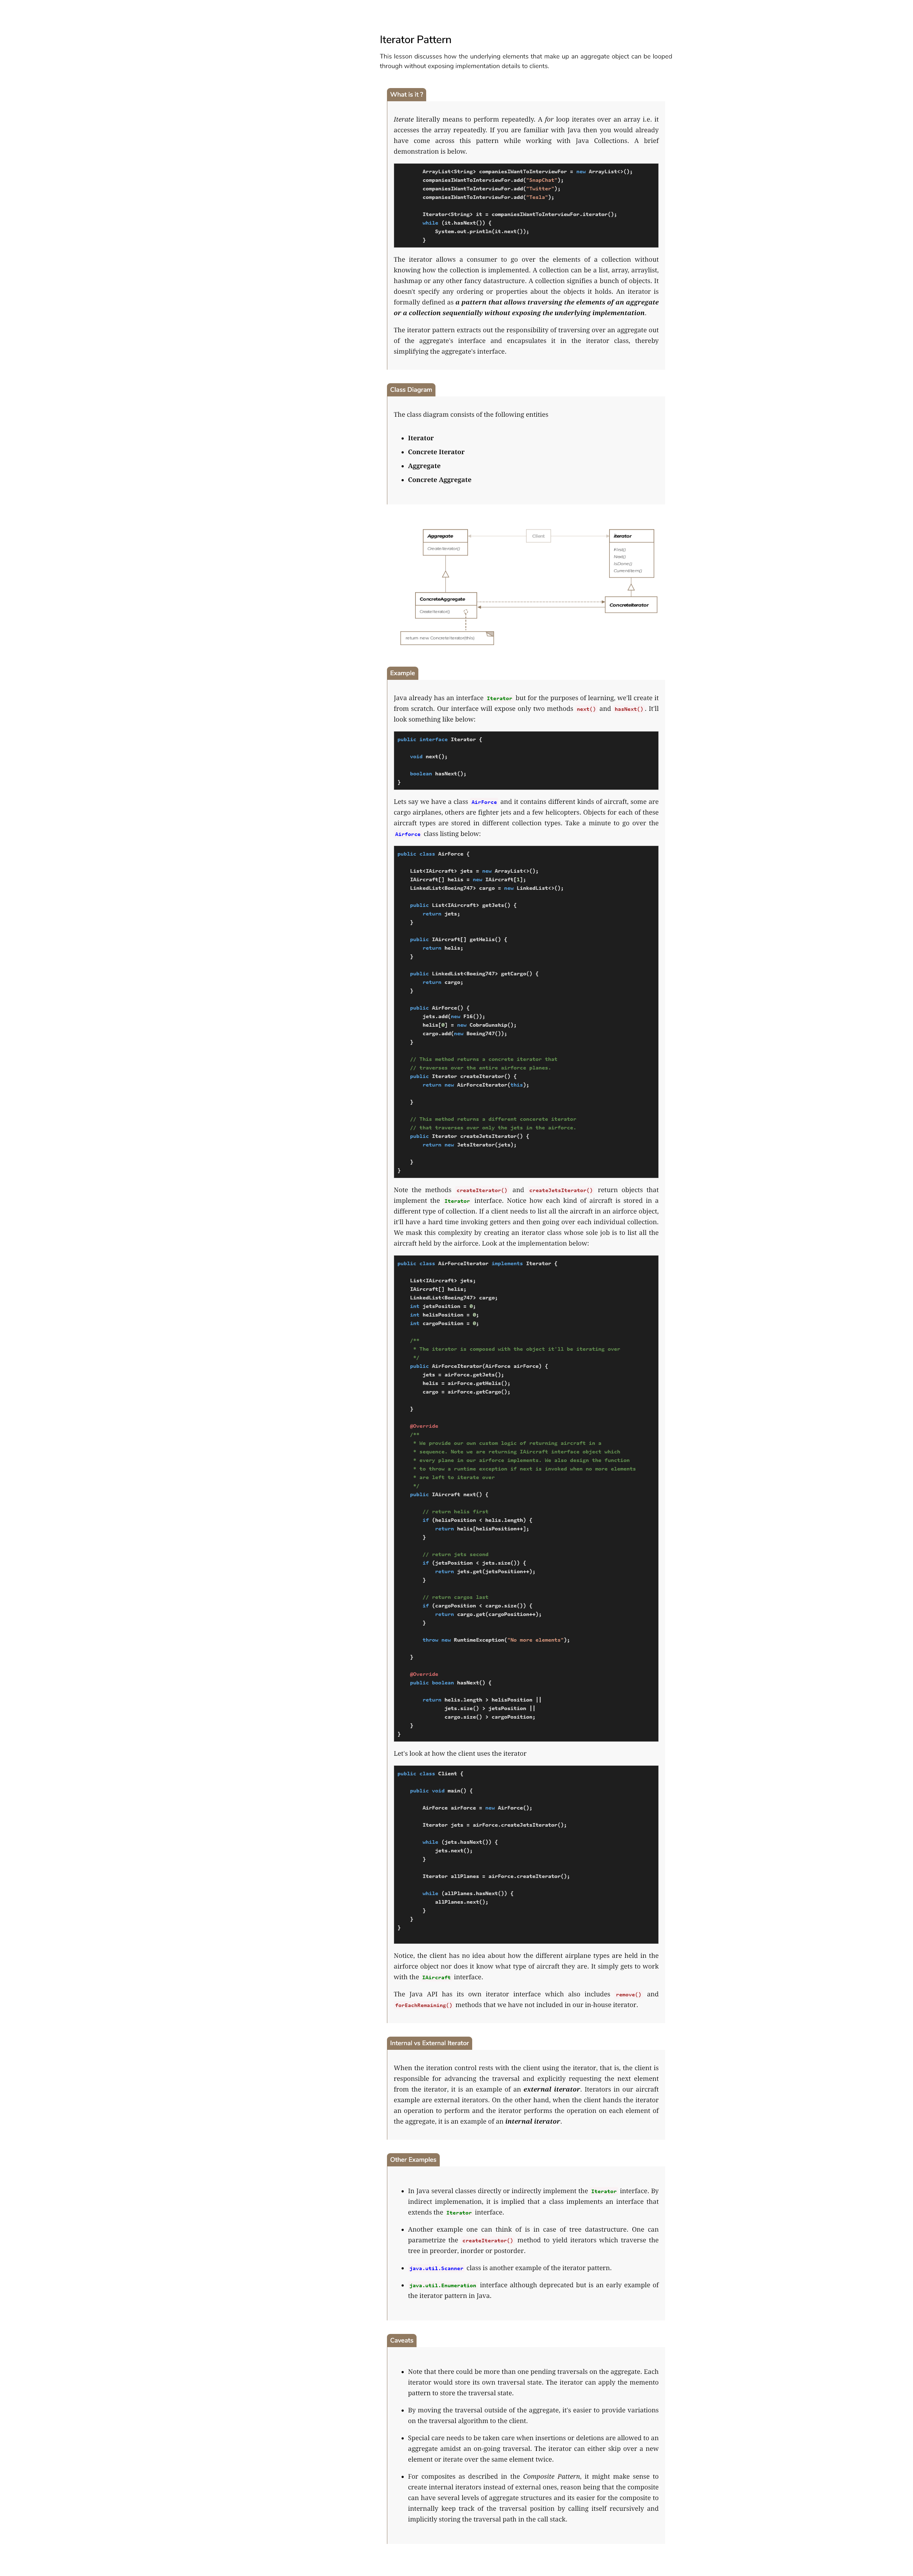 Iterator Pattern
This lesson discusses how the underlying elements that make up an aggregate object can be looped
through without exposing implementation details to clients.
What is it ?
Iterate literally means to perform repeatedly. A for loop iterates over an array i.e. it
accesses the array repeatedly. If you are familiar with Java then you would already
have come across this pattern while working with Java Collections. A brief
demonstration is below.
ArrayList<String> companiesIWantToInterviewFor = new ArrayList<>();
companiesIWantToInterviewFor.add("SnapChat");
companiesIWantToInterviewFor.add("Twitter");
companiesIWantToInterviewFor.add("Tesla");
Iterator<String> it = companiesIWantToInterviewFor.iterator();
while (it.hasNext()) {
System.out.println(it.next());
}
The iterator allows a consumer to go over the elements of a collection without
knowing how the collection is implemented. A collection can be a list, array, arraylist,
hashmap or any other fancy datastructure. A collection signifies a bunch of objects. It
doesn't specify any ordering or properties about the objects it holds. An iterator is
formally defined as a pattern that allows traversing the elements of an aggregate
or a collection sequentially without exposing the underlying implementation.
The iterator pattern extracts out the responsibility of traversing over an aggregate out
of the aggregate's interface and encapsulates it in the iterator class, thereby
simplifying the aggregate's interface.
Class Diagram
The class diagram consists of the following entities
Iterator
Concrete Iterator
Aggregate
Concrete Aggregate
Aggregate
CreateIterator()
Client
Iterator
First()
Next()
IsDone()
CurrentItem()
ConcreteAggregate
CreateIterator()
ConcreteIterator
return new ConcreteIterator(this)
Example
Java already has an interface Iterator but for the purposes of learning, we'll create it
from scratch. Our interface will expose only two methods next() and hasNext(). It'll
look something like below:
public interface Iterator {
void next();
boolean hasNext();
}
Lets say we have a class AirForce and it contains different kinds of aircraft, some are
cargo airplanes, others are fighter jets and a few helicopters. Objects for each of these
aircraft types are stored in different collection types. Take a minute to go over the
Airforce class listing below:
public class AirForce {
List<IAircraft> jets = new ArrayList<>();
IAircraft[] helis = new IAircraft[1];
LinkedList<Boeing747> cargo = new LinkedList<>();
public List<IAircraft> getJets() {
return jets;
}
public IAircraft[] getHelis() {
return helis;
}
public LinkedList<Boeing747> getCargo() {
return cargo;
}
public AirForce() {
jets.add(new F16());
helis[0] = new CobraGunship();
cargo.add(new Boeing747());
}
// This method returns a concrete iterator that
// traverses over the entire airforce planes.
public Iterator createIterator() {
return new AirForceIterator(this);
}
// This method returns a different concerete iterator
// that traverses over only the jets in the airforce.
public Iterator createJetsIterator() {
return new JetsIterator(jets);
}
}
Note the methods createIterator() and createJetsIterator() return objects that
implement the Iterator interface. Notice how each kind of aircraft is stored in a
different type of collection. If a client needs to list all the aircraft in an airforce object,
it'll have a hard time invoking getters and then going over each individual collection.
We mask this complexity by creating an iterator class whose sole job is to list all the
aircraft held by the airforce. Look at the implementation below:
public class AirForceIterator implements Iterator {
List<IAircraft> jets;
IAircraft[] helis;
LinkedList<Boeing747> cargo;
int jetsPosition = 0;
int helisPosition = 0;
int cargoPosition = 0;
/**
* The iterator is composed with the object it'll be iterating over
*/
public AirForceIterator(AirForce airForce) {
jets = airForce.getJets();
helis = airForce.getHelis();
cargo = airForce.getCargo();
}
@Override
/**
* We provide our own custom logic of returning aircraft in a
* sequence. Note we are returning IAircraft interface object which
* every plane in our airforce implements. We also design the function
* to throw a runtime exception if next ia invoked when no more elements
* are left to iterate over
*/
public IAircraft next() {
// return helis first
if (helisPosition < helis.length) {
return helis[helisPosition++];
}
// return jets second
if (jetsPosition < jets.size()) {
return jets.get(jetsPosition++);
}
// return cargos last
if (cargoPosition < cargo.size()) {
return cargo.get(cargoPosition++);
}
throw new RuntimeException("No more elements");
}
@Override
public boolean hasNext() {
return helis.length > helisPosition ||
jets.size() > jetsPosition ||
cargo.size() > cargoPosition;
}
}
Let's look at how the client uses the iterator
public class Client {
public void main() {
AirForce airForce = new AirForce();
Iterator jets = airForce.createJetsIterator();
while (jets.hasNext()) {
jets.next();
}
Iterator allPlanes = airForce.createIterator();
while (allPlanes.hasNext()) {
allPlanes.next();
}
}
}
Notice, the client has no idea about how the different airplane types are held in the
airforce object nor does it know what type of aircraft they are. It simply gets to work
with the IAircraft interface.
The Java API has its own iterator interface which also includes remove() and
forEachRemaining() methods that we have not included in our in-house iterator.
Internal vs External Iterator
When the iteration control rests with the client using the iterator, that is, the client is
responsible for advancing the traversal and explicitly requesting the next element
from the iterator, it is an example of an external iterator. Iterators in our aircraft
example are external iterators. On the other hand, when the client hands the iterator
an operation to perform and the iterator performs the operation on each element of
the aggregate, it is an example of an internal iterator.
Other Examples
In Java several classes directly or indirectly implement the Iterator interface. By
indirect implemenation, it is implied that a class implements an interface that
extends the Iterator interface.
Another example one can think of is in case of tree datastructure. One can
parametrize the createIterator() method to yield iterators which traverse the
tree in preorder, inorder or postorder.
java.util.Scanner class is another example of the iterator pattern.
java.util.Enumeration interface although deprecated but is an early example of
the iterator pattern in Java.
Caveats
Note that there could be more than one pending traversals on the aggregate. Each
iterator would store its own traversal state. The iterator can apply the memento
pattern to store the traversal state.
By moving the traversal outside of the aggregate, it's easier to provide variations
on the traversal algorithm to the client.
Special care needs to be taken care when insertions or deletions are allowed to an
aggregate amidst an on-going traversal. The iterator can either skip over a new
element or iterate over the same element twice.
For composites as described in the Composite Pattern, it might make sense to
create internal iterators instead of external ones, reason being that the composite
can have several levels of aggregate structures and its easier for the composite to
internally keep track of the traversal position by calling itself recursively and
implicitly storing the traversal path in the call stack.